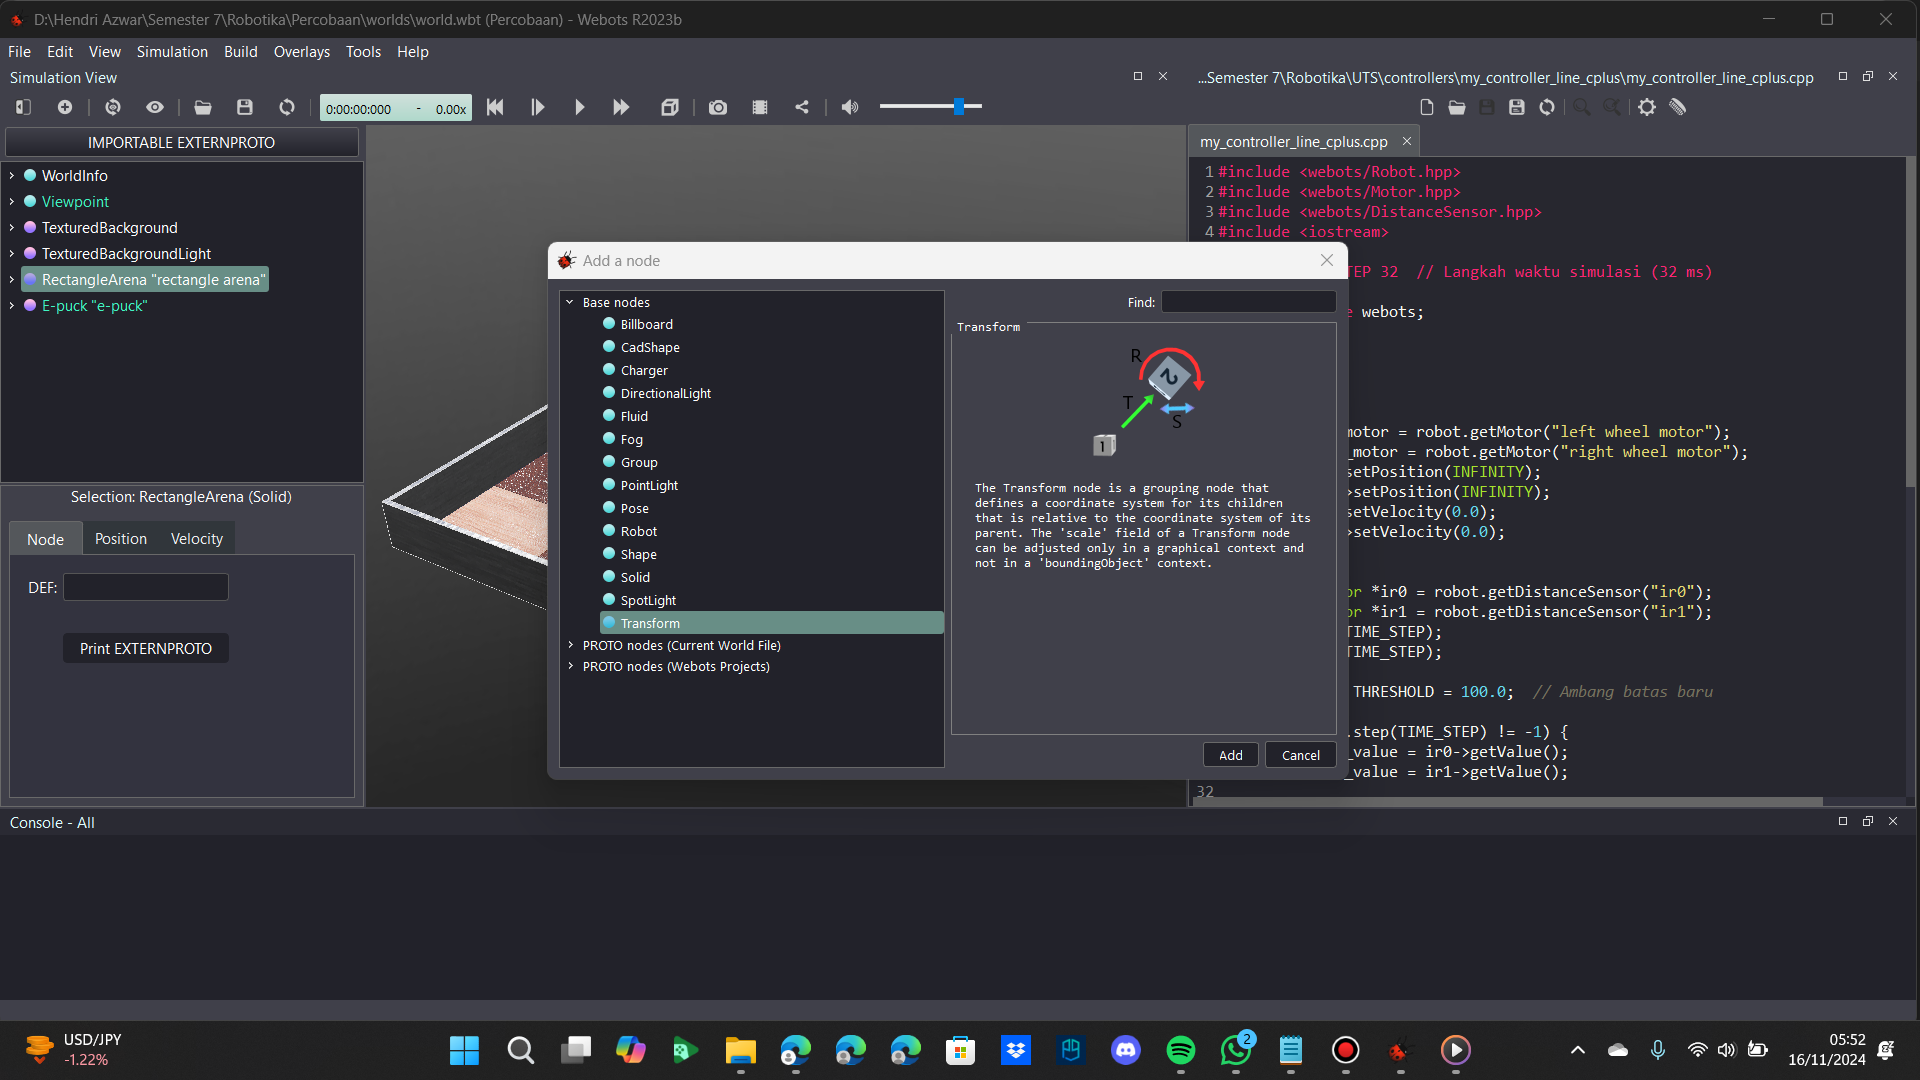 D:\Hendri Azwar\Semester 7\Robotika\Percobaan\worlds\world.wbt (Percobaan) - Webots R2023b
File Edit View Simulation Build Overlays Tools Help
Simulation View
...Semester 7\Robotika\UTS\controllers\my_controller_line_cplus\my_controller_line_cplus.cpp
0:00:00:000 - 0.00x
IMPORTABLE EXTERNPROTO
WorldInfo
Viewpoint
TexturedBackground
TexturedBackgroundLight
RectangleArena "rectangle arena"
E-puck "e-puck"
Selection: RectangleArena (Solid)
Node Position Velocity
DEF:
Print EXTERNPROTO
Add a node
Base nodes
Billboard
CadShape
Charger
DirectionalLight
Fluid
Fog
Group
PointLight
Pose
Robot
Shape
Solid
SpotLight
Transform
PROTO nodes (Current World File)
PROTO nodes (Webots Projects)
Find:
Transform
R
2
T
S
1
The Transform node is a grouping node that
defines a coordinate system for its children
that is relative to the coordinate system of its
parent. The 'scale' field of a Transform node
can be adjusted only in a graphical context and
not in a 'boundingObject' context.
Add Cancel
my_controller_line_cplus.cpp
1 #include <webots/Robot.hpp>
2 #include <webots/Motor.hpp>
3 #include <webots/DistanceSensor.hpp>
4 #include <iostream>
TEP 32 // Langkah waktu simulasi (32 ms)
e webots;
motor = robot.getMotor("left wheel motor");
_motor = robot.getMotor("right wheel motor");
setPosition(INFINITY);
>setPosition(INFINITY);
setVelocity(0.0);
>setVelocity(0.0);
or *ir0 = robot.getDistanceSensor("ir0");
or *ir1 = robot.getDistanceSensor("ir1");
TIME_STEP);
TIME_STEP);
THRESHOLD = 100.0; // Ambang batas baru
.step(TIME_STEP) != -1) {
_value = ir0->getValue();
_value = ir1->getValue();
32
Console - All
USD/JPY
-1.22%
2
05:52
16/11/2024